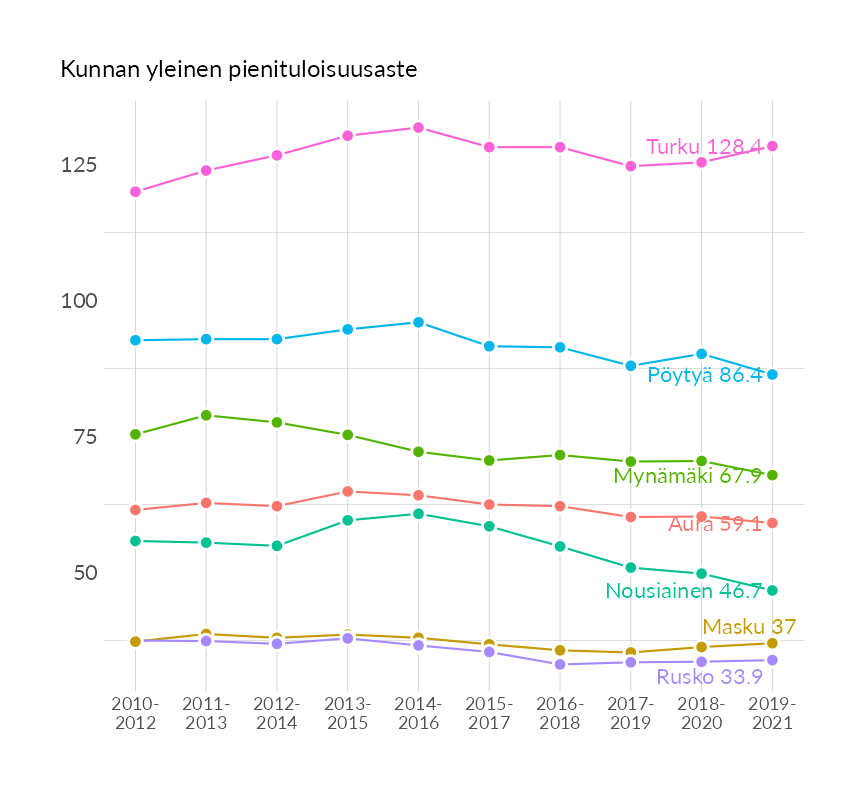 Kunnan yleinen pienituloisuusaste
125
100
75
50
Turku 128.4
Pöytyä 86.4
Mynämäki 67.9
Aura 59.1
Nousiainen 46.7
Masku 37
Rusko 33.9
2010- 2011- 2012- 2013- 2014- 2015- 2016- 2017- 2018- 2019-
2012 2013 2014 2015 2016 2017 2018 2019 2020 2021